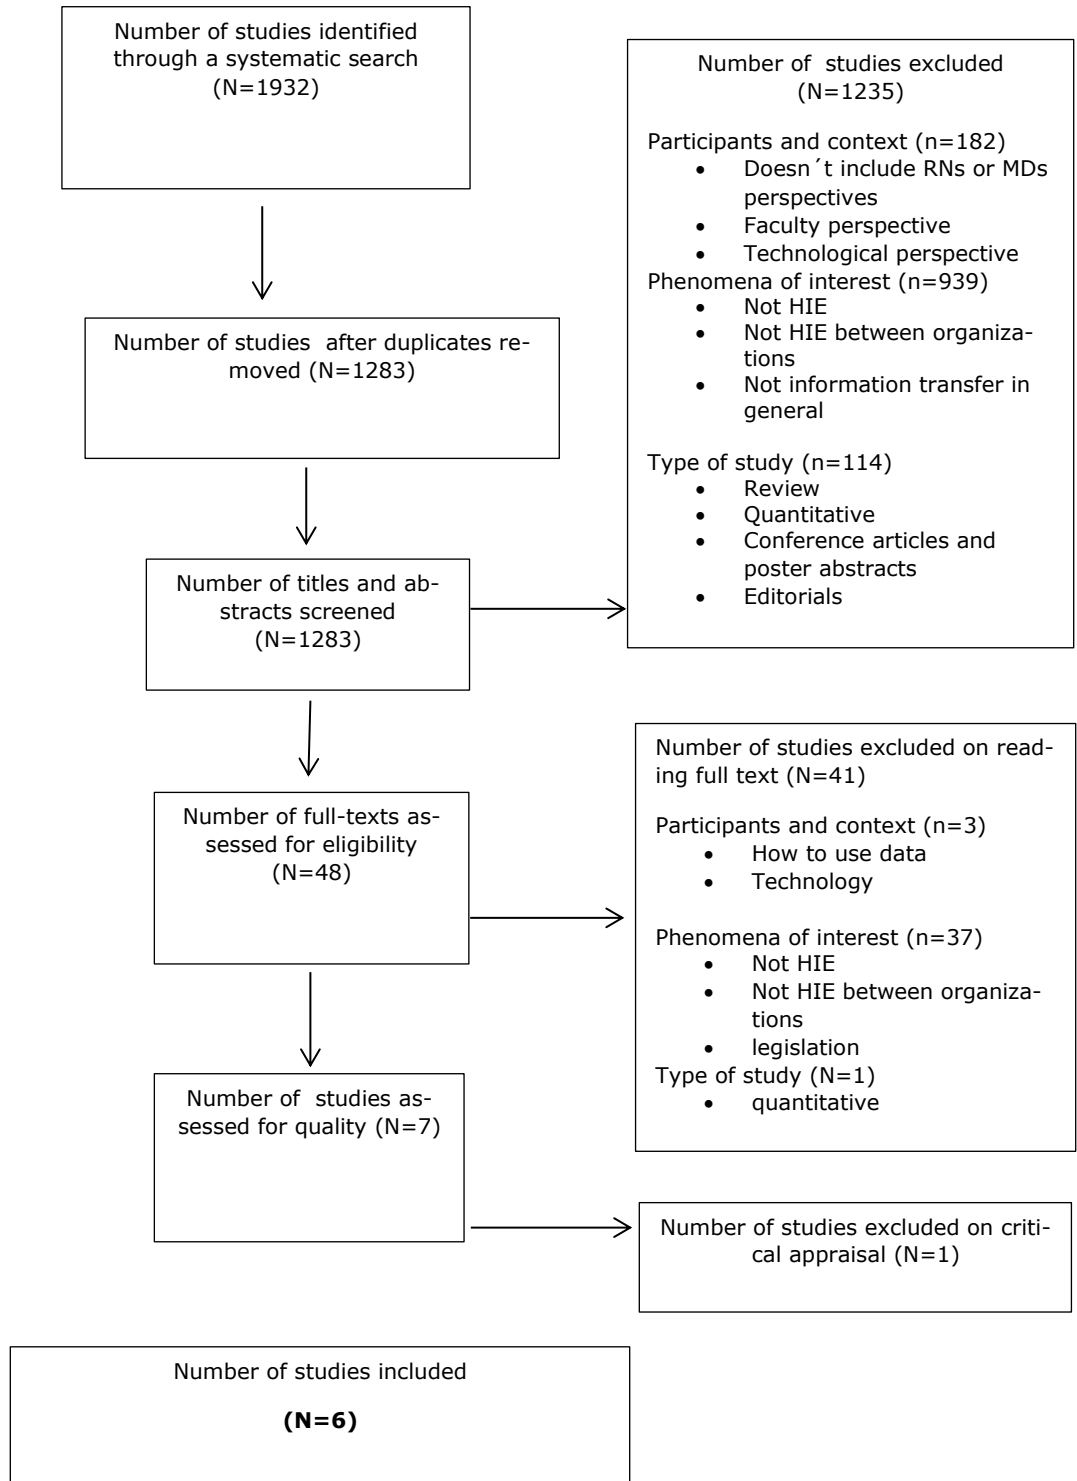 Number of studies identified
through a systematic search
(N=1932)
Number of  studies excluded
(N=1235)
Participants and context (n=182)
• Doesn´t include RNs or MDs
perspectives
• Faculty perspective
• Technological perspective
Phenomena of interest (n=939)
• Not HIE
• Not HIE between organiza-
tions
• Not information transfer in
general
Type of study (n=114)
• Review
• Quantitative
• Conference articles and
poster abstracts
• Editorials
Number of studies  after duplicates re-
moved (N=1283)
Number of titles and ab-
stracts screened
(N=1283)
Number of full-texts as-
sessed for eligibility
(N=48)
Number of studies excluded on read-
ing full text (N=41)
Participants and context (n=3)
• How to use data
• Technology
Phenomena of interest (n=37)
• Not HIE
• Not HIE between organiza-
tions
• legislation
Type of study (N=1)
• quantitative
Number of  studies as-
sessed for quality (N=7)
Number of studies excluded on criti-
cal appraisal (N=1)
Number of studies included
(N=6)